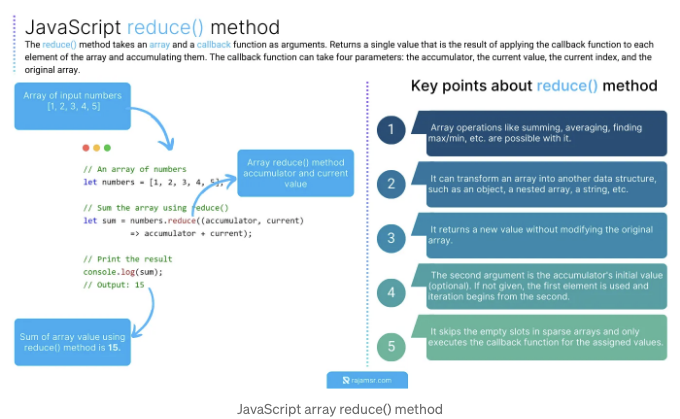 JavaScript reduce() method
The reduce() method takes an array and a callback function as arguments. Returns a single value that is the result of applying the callback function to each
element of the array and accumulating them. The callback function can take four parameters: the accumulator, the current value, the current index, and the
original array.
Array of input numbers
[1, 2, 3, 4, 5]
// An array of numbers
let numbers = [1, 2, 3, 4, 5];
Array reduce() method
accumulator and current
value
// Sum the array using reduce()
let sum = numbers.reduce((accumulator, current)
=> accumulator + current);
// Print the result
console.log(sum);
// Output: 15
Sum of array value using
reduce() method is 15.
Key points about reduce() method
1
Array operations like summing, averaging, finding
max/min, etc. are possible with it.
2
It can transform an array into another data structure,
such as an object, a nested array, a string, etc.
3
It returns a new value without modifying the original
array.
4
The second argument is the accumulator's initial value
(optional). If not given, the first element is used and
iteration begins from the second.
5
It skips the empty slots in sparse arrays and only
executes the callback function for the assigned values.
rajamsr.com
JavaScript array reduce() method